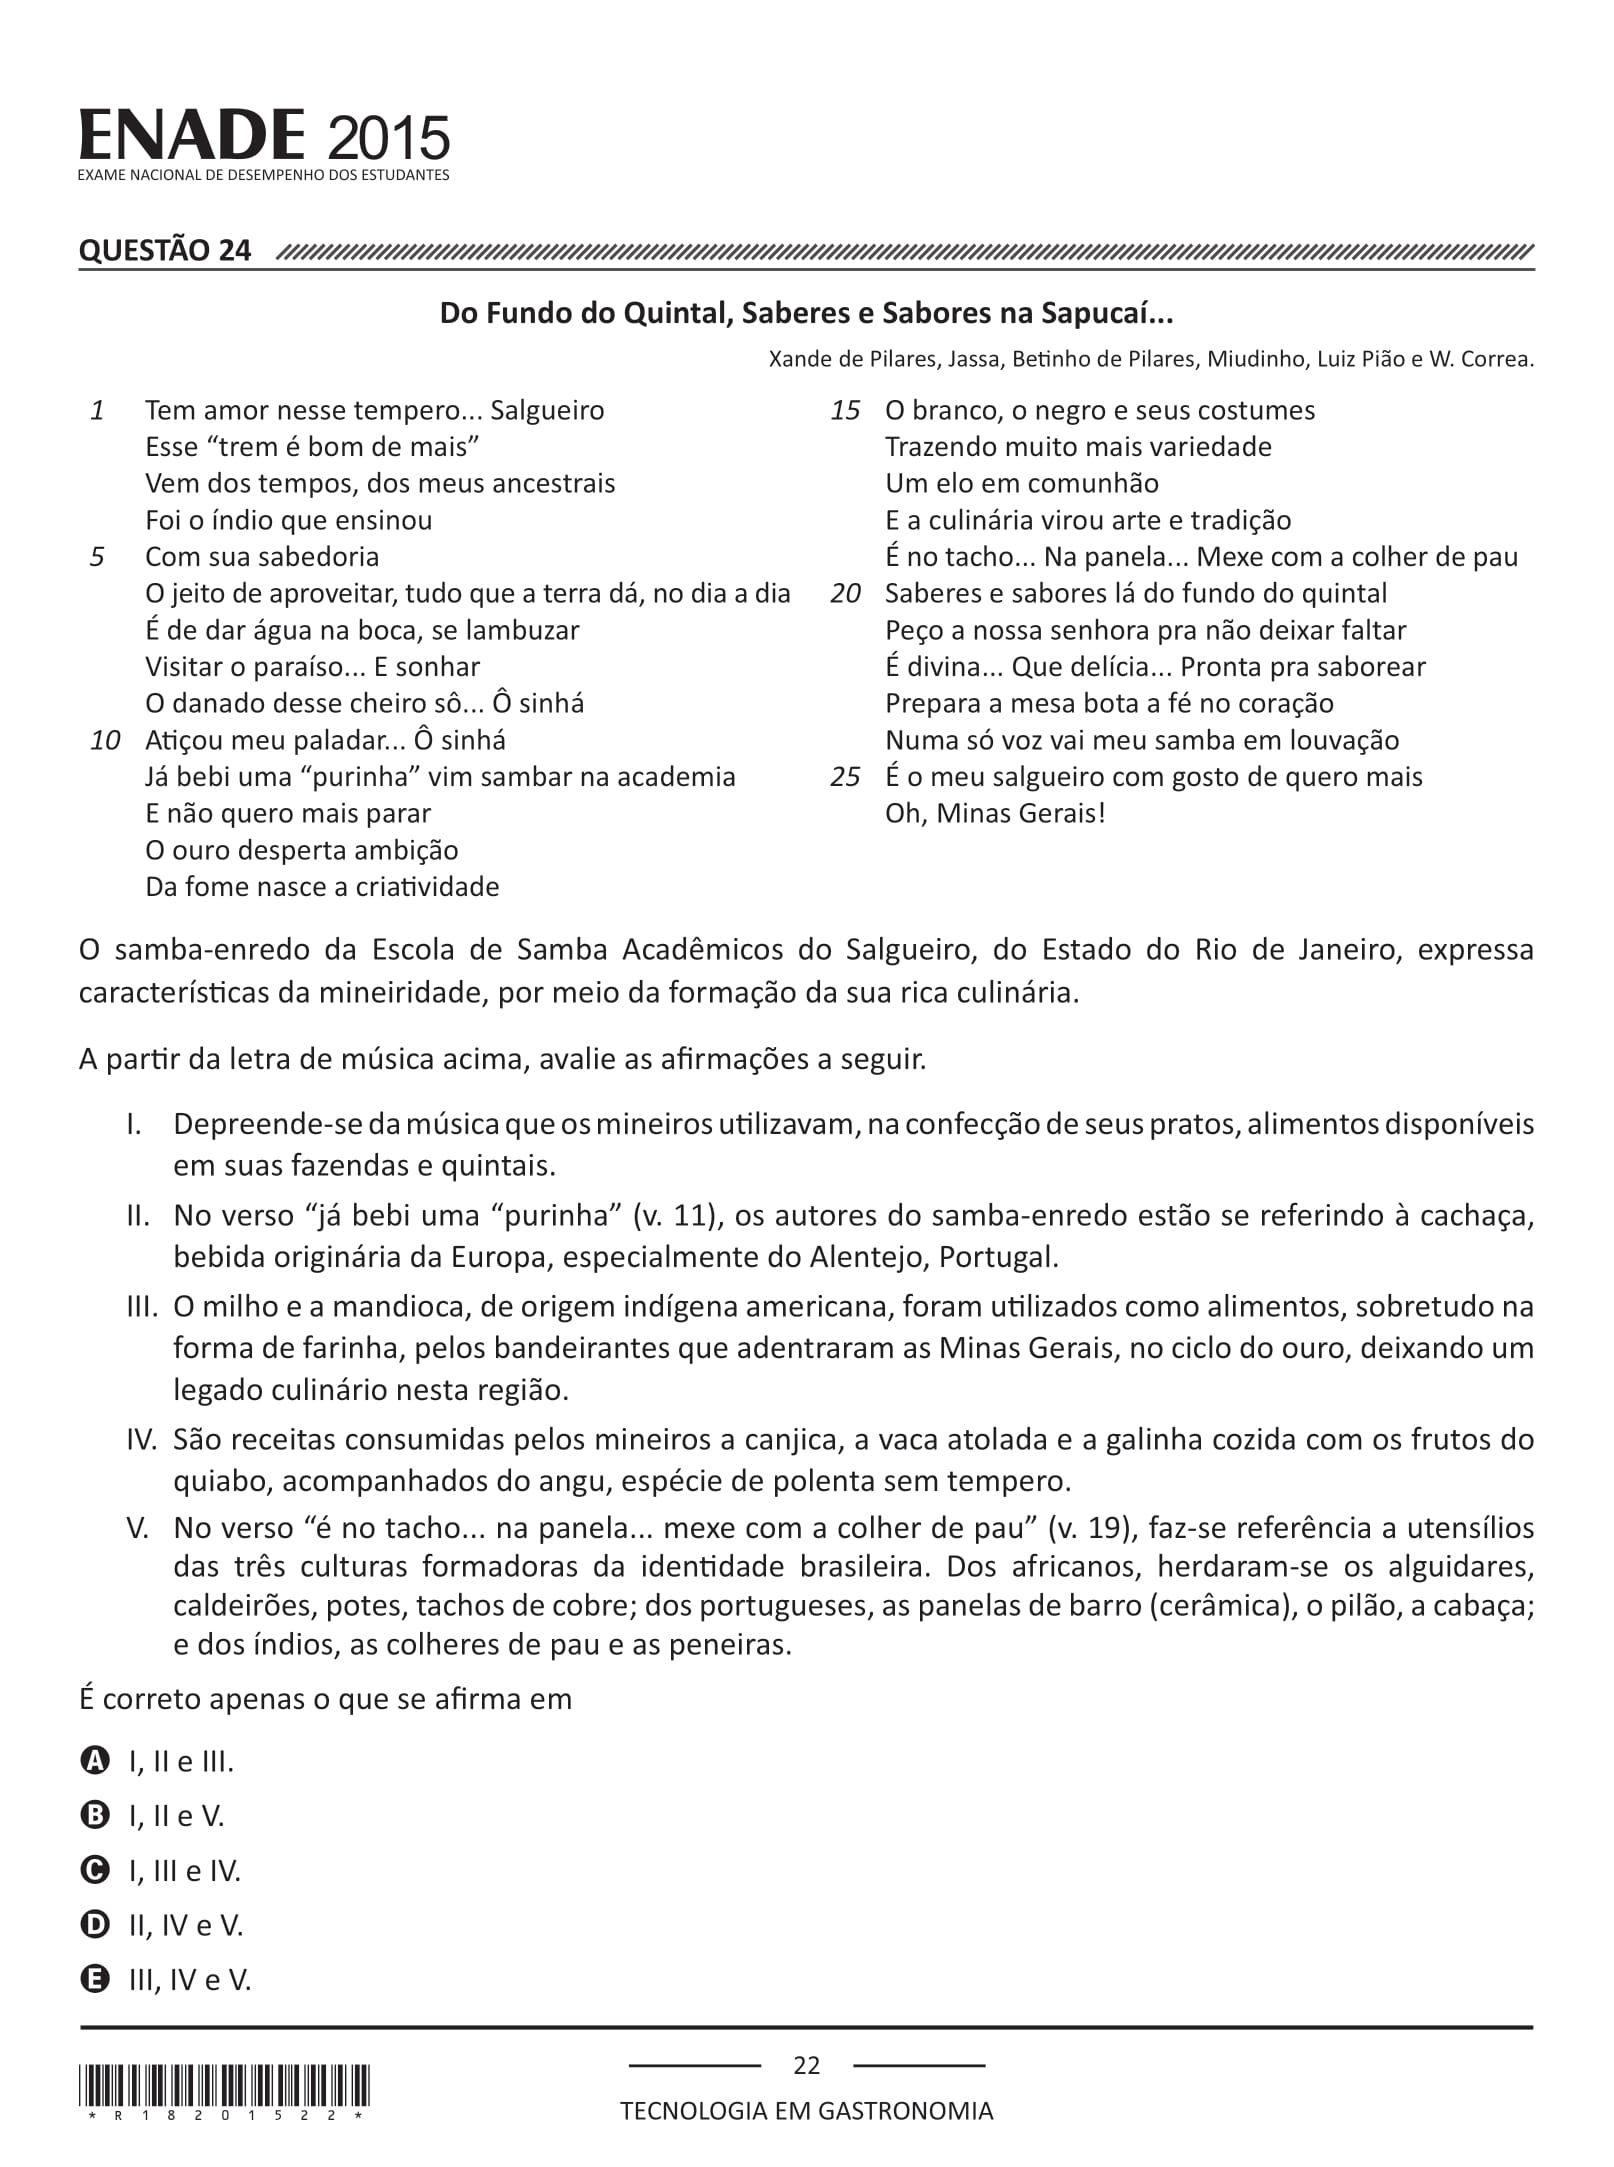 ENADE 2015
EXAME NACIONAL DE DESEMPENHO DOS ESTUDANTES
QUESTÃO 24
Do Fundo do Quintal, Saberes e Sabores na Sapucaí...
Xande de Pilares, Jassa, Betinho de Pilares, Miudinho, Luiz Pião e W. Correa.
1 Tem amor nesse tempero... Salgueiro
Esse “trem é bom de mais”
Vem dos tempos, dos meus ancestrais
Foi o índio que ensinou
5 Com sua sabedoria
O jeito de aproveitar, tudo que a terra dá, no dia a dia
É de dar água na boca, se lambuzar
Visitar o paraíso... E sonhar
O danado desse cheiro sô... Ô sinhá
10 Atiçou meu paladar... Ô sinhá
Já bebi uma “purinha” vim sambar na academia
E não quero mais parar
O ouro desperta ambição
Da fome nasce a criatividade
15 O branco, o negro e seus costumes
Trazendo muito mais variedade
Um elo em comunhão
E a culinária virou arte e tradição
É no tacho... Na panela... Mexe com a colher de pau
20 Saberes e sabores lá do fundo do quintal
Peço a nossa senhora pra não deixar faltar
É divina... Que delícia... Pronta pra saborear
Prepara a mesa bota a fé no coração
Numa só voz vai meu samba em louvação
25 É o meu salgueiro com gosto de quero mais
Oh, Minas Gerais!
O samba-enredo da Escola de Samba Acadêmicos do Salgueiro, do Estado do Rio de Janeiro, expressa
características da mineiridade, por meio da formação da sua rica culinária.
A partir da letra de música acima, avalie as afirmações a seguir.
I. Depreende-se da música que os mineiros utilizavam, na confecção de seus pratos, alimentos disponíveis
em suas fazendas e quintais.
II. No verso “já bebi uma “purinha” (v. 11), os autores do samba-enredo estão se referindo à cachaça,
bebida originária da Europa, especialmente do Alentejo, Portugal.
III. O milho e a mandioca, de origem indígena americana, foram utilizados como alimentos, sobretudo na
forma de farinha, pelos bandeirantes que adentraram as Minas Gerais, no ciclo do ouro, deixando um
legado culinário nesta região.
IV. São receitas consumidas pelos mineiros a canjica, a vaca atolada e a galinha cozida com os frutos do
quiabo, acompanhados do angu, espécie de polenta sem tempero.
V. No verso “é no tacho... na panela... mexe com a colher de pau” (v. 19), faz-se referência a utensílios
das três culturas formadoras da identidade brasileira. Dos africanos, herdaram-se os alguidares,
caldeirões, potes, tachos de cobre; dos portugueses, as panelas de barro (cerâmica), o pilão, a cabaça;
e dos índios, as colheres de pau e as peneiras.
É correto apenas o que se afirma em
A I, II e III.
B I, II e V.
C I, III e IV.
D II, IV e V.
E III, IV e V.
22
*R18201522*
TECNOLOGIA EM GASTRONOMIA